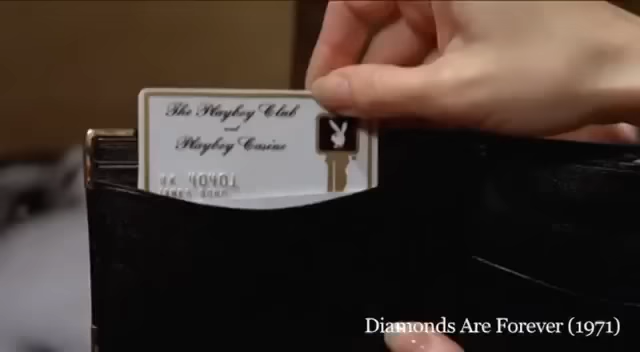 The Playboy Club
and
Playboy Casino
Diamonds Are Forever (1971)